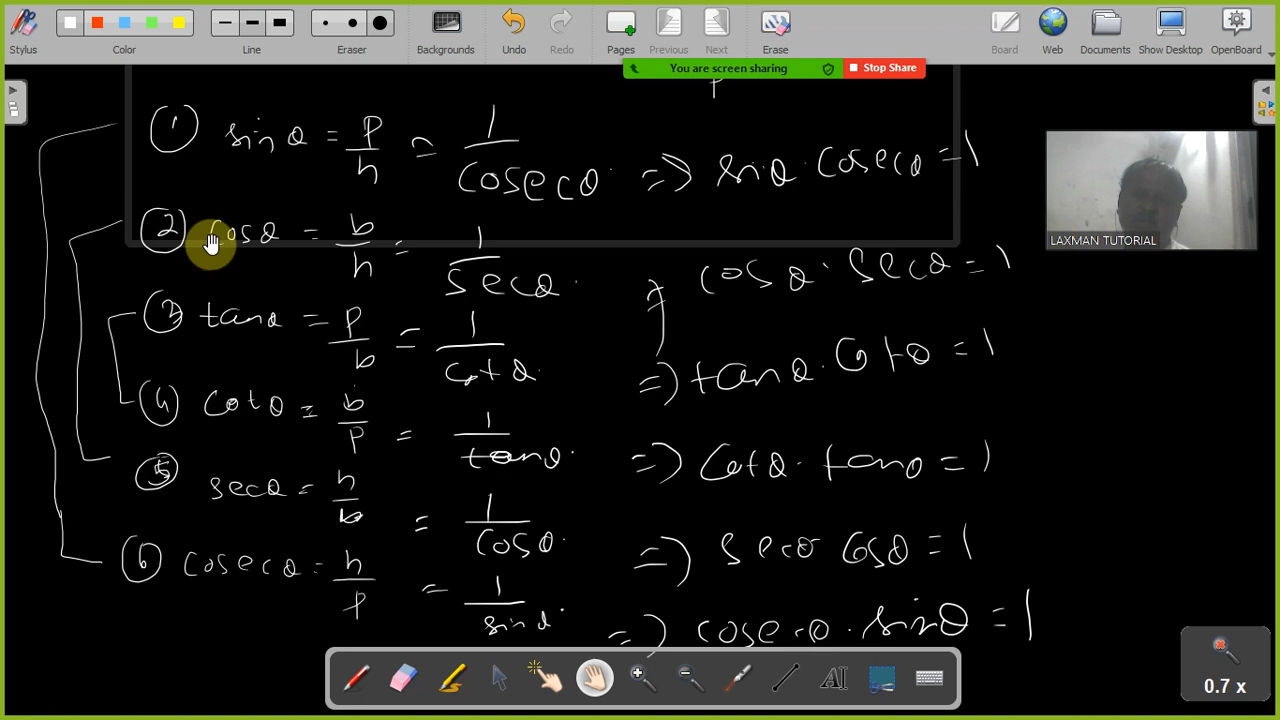 Stylus Color Line Eraser Backgrounds Undo Redo Pages Previous Next Erase Board Web Documents Show Desktop OpenBoard
You are screen sharing Stop Share
p
① sinθ = p/h = 1/cosecθ. => sinθ · cosecθ = 1
② cosθ = b/h = 1/secθ. => cosθ · secθ = 1
③ tanθ = p/b = 1/cotθ. => tanθ · cotθ = 1
④ cotθ = b/p = 1/tanθ. => cotθ · tanθ = 1
⑤ secθ = h/b = 1/cosθ. => secθ cosθ = 1
⑥ cosecθ = h/p = 1/sinθ. => cosecθ · sinθ = 1
LAXMAN TUTORIAL
AI
0.7 x